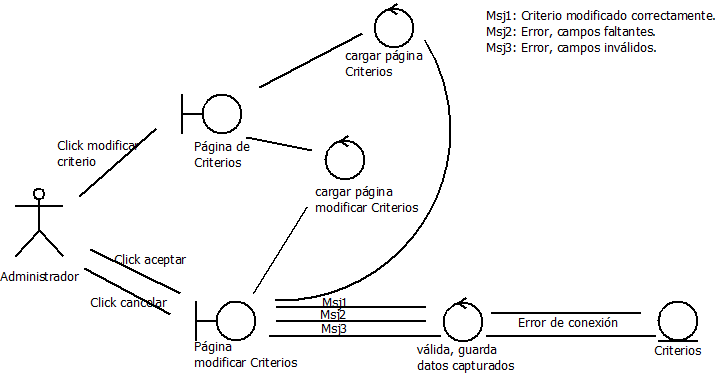 Msj1: Criterio modificado correctamente.
Msj2: Error, campos faltantes.
Msj3: Error, campos inválidos.
cargar página
Criterios
Click modificar
criterio
Página de
Criterios
cargar página
modificar Criterios
Administrador
Click aceptar
Click cancelar
Msj1
Msj2
Msj3
Error de conexión
Página
modificar Criterios
válida, guarda
datos capturados
Criterios